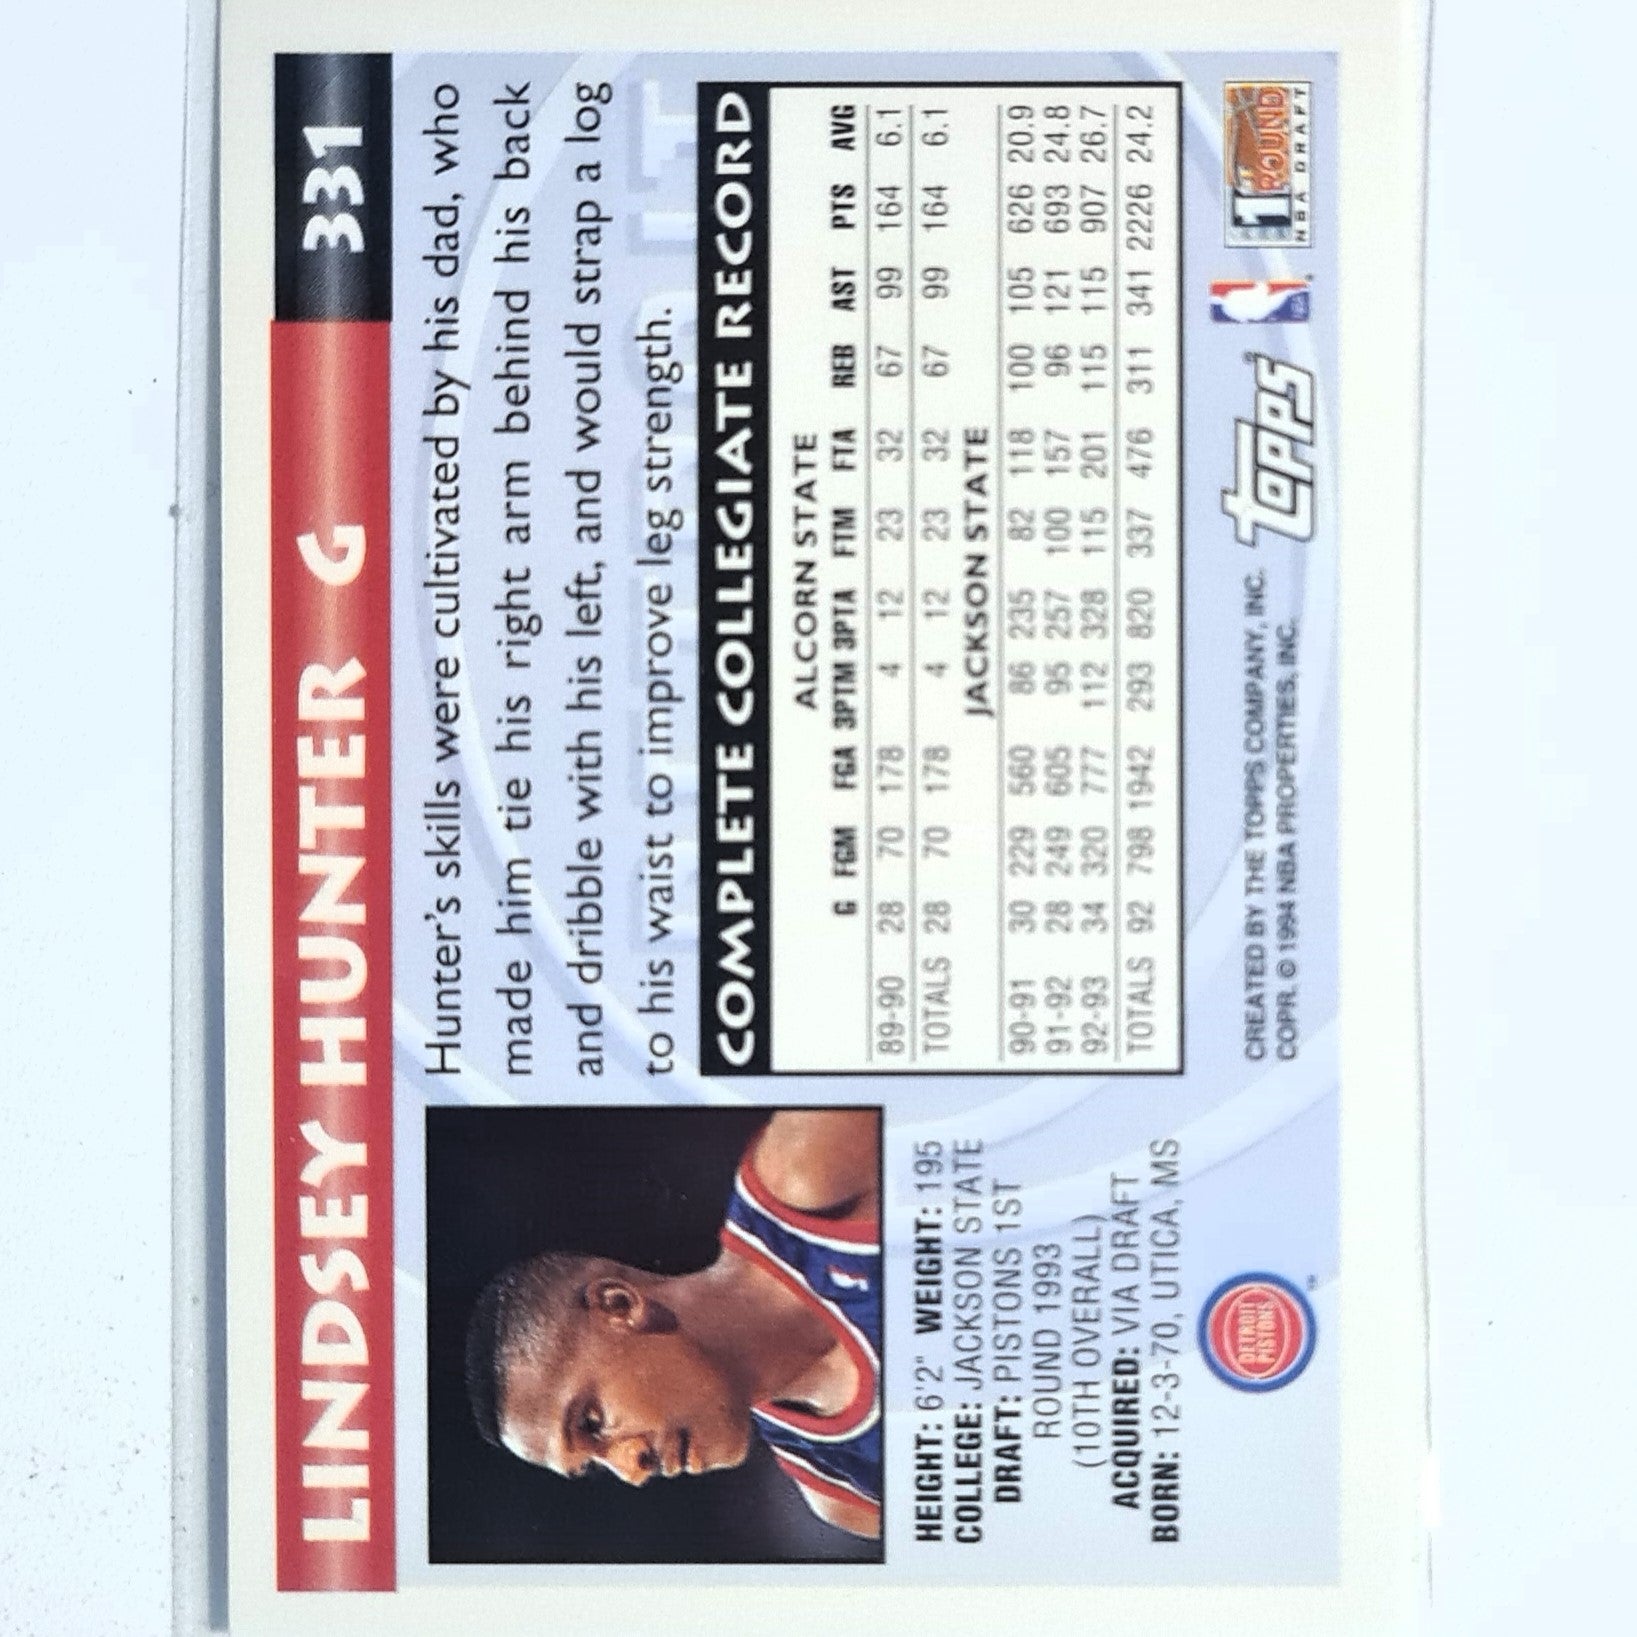 LINDSEY HUNTER G 331
Hunter's skills were cultivated by his dad, who
made him tie his right arm behind his back
and dribble with his left, and would strap a log
to his waist to improve leg strength.
COMPLETE COLLEGIATE RECORD
ALCORN STATE
G FGM FGA 3PTM 3PTA FTM FTA REB AST PTS AVG
89-90 28 70 178 4 12 23 32 67 99 164 6.1
TOTALS 28 70 178 4 12 23 32 67 99 164 6.1
JACKSON STATE
90-91 30 229 560 86 235 82 118 100 105 626 20.9
91-92 28 249 605 95 257 100 157 96 121 693 24.8
92-93 34 320 777 112 328 115 201 115 115 907 26.7
TOTALS 92 798 1942 293 820 337 476 311 341 2226 24.2
HEIGHT: 6'2" WEIGHT: 195
COLLEGE: JACKSON STATE
DRAFT: PISTONS 1ST
ROUND 1993
(10TH OVERALL)
ACQUIRED: VIA DRAFT
BORN: 12-3-70, UTICA, MS
DETROIT
PISTONS
CREATED BY THE TOPPS COMPANY, INC.
COPR. © 1994 NBA PROPERTIES, INC.
TOPPS
1ST ROUND
NBA DRAFT